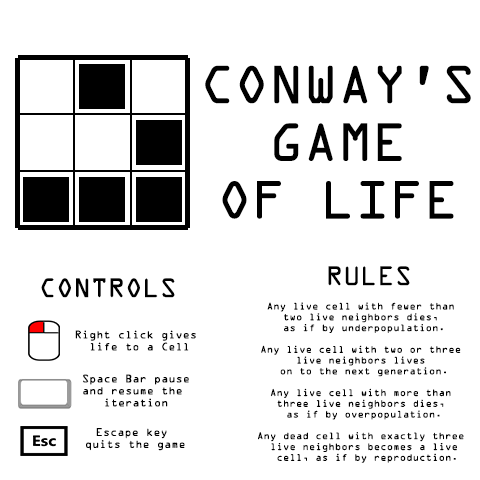 CONWAY'S
GAME
OF LIFE
CONTROLS
Right click gives
life to a Cell
Space Bar pause
and resume the
iteration
Esc
Escape key
quits the game
RULES
Any live cell with fewer than
two live neighbors dies,
as if by underpopulation.
Any live cell with two or three
live neighbors lives
on to the next generation.
Any live cell with more than
three live neighbors dies,
as if by overpopulation.
Any dead cell with exactly three
live neighbors becomes a live
cell, as if by reproduction.